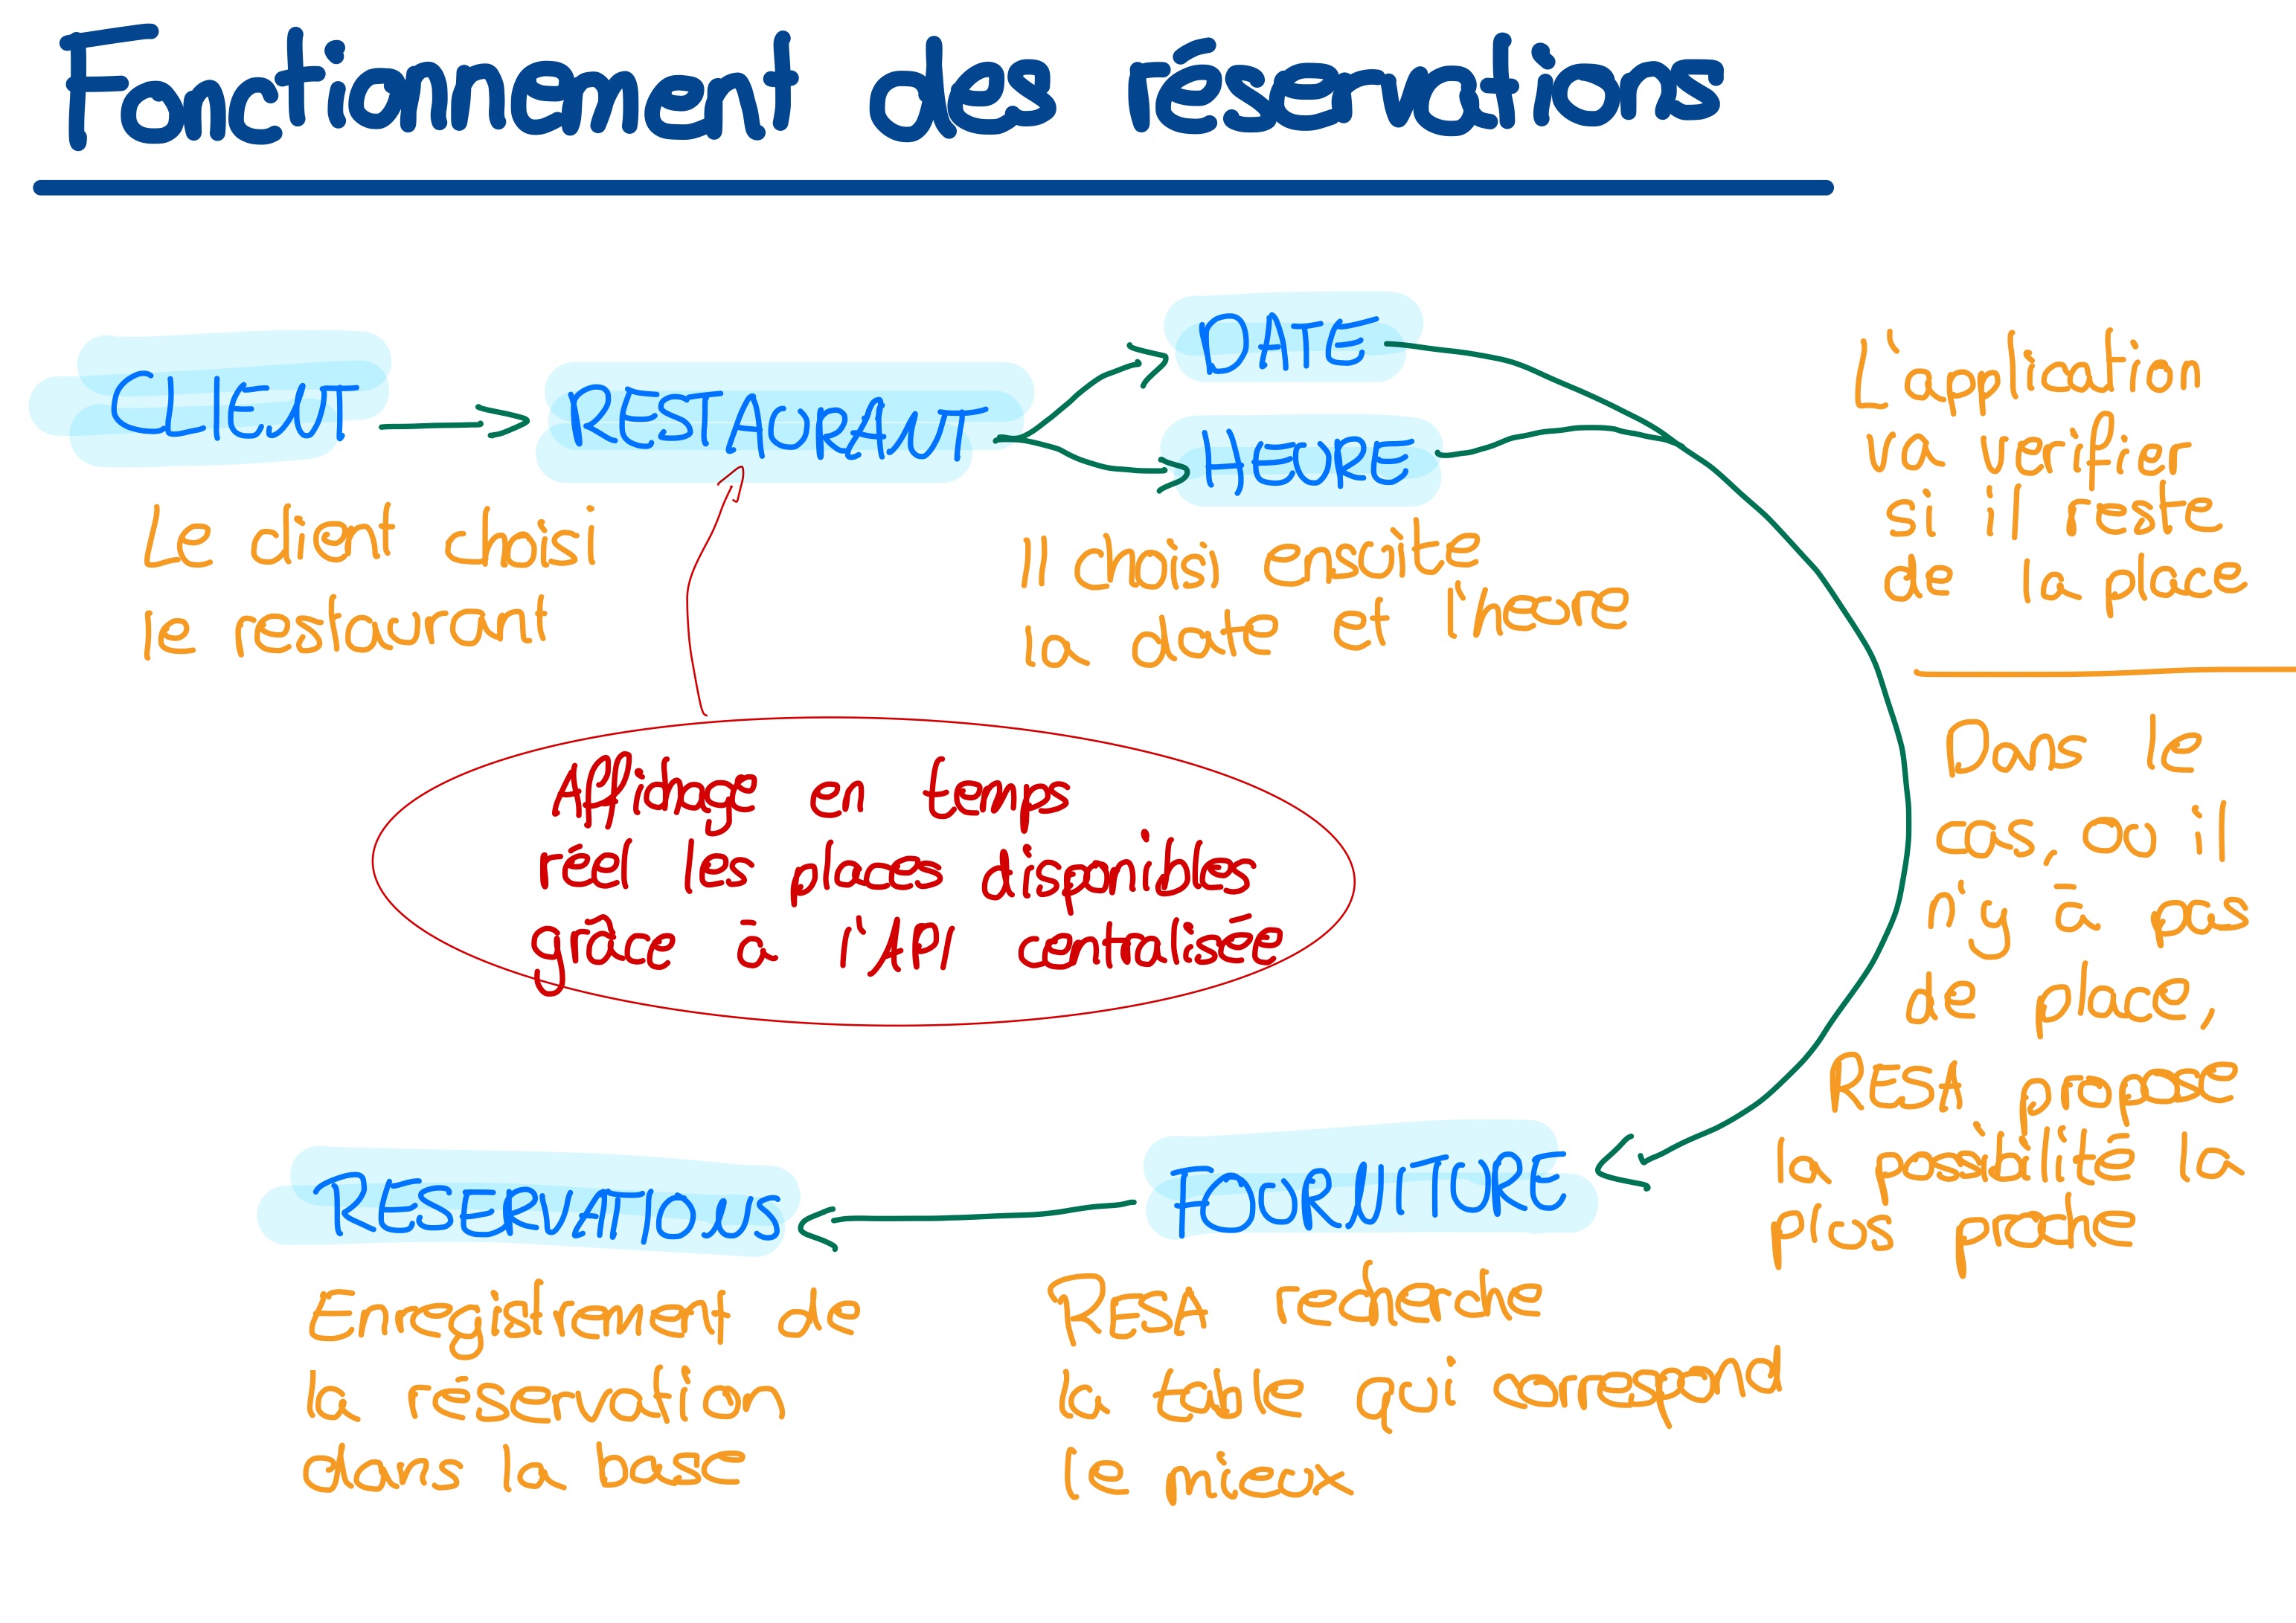 Fonctionement des réservations
CLIENT
RESTAURANT
DATE
HEURE
Le client choisi
le restaurant
Il choisi ensuite
la date et l'heure
L'application
va verifier
si il reste
de la place
Dans le
cas, ou il
n'y à pas
de place,
RESA propose
la possibilité la
plus proche
Affichage en temps
réel les places disponibles
grâce à l'API centralisée
FOURNITURE
RESA recherche
la table qui correspond
le mieux
RESERVATIONS
Enregistrement de
la réservation
dans la base